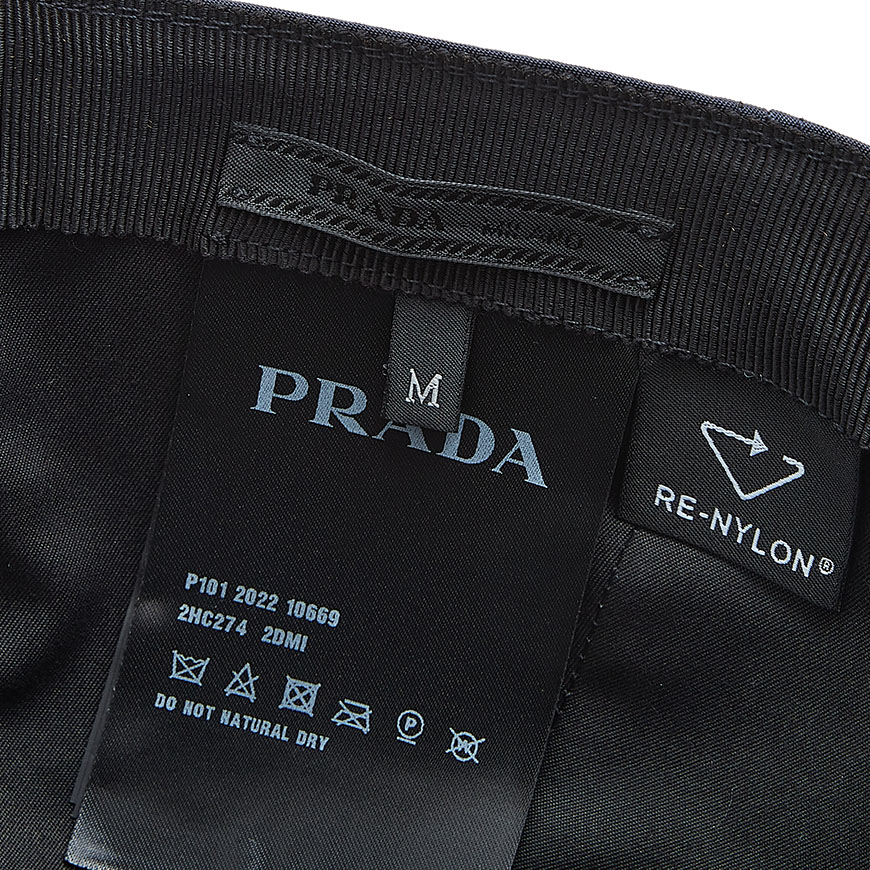 PRADA MILANO
M
PRADA
RE-NYLON®
P101 2022 10669
2HC274 2DMI
P
W
DO NOT NATURAL DRY